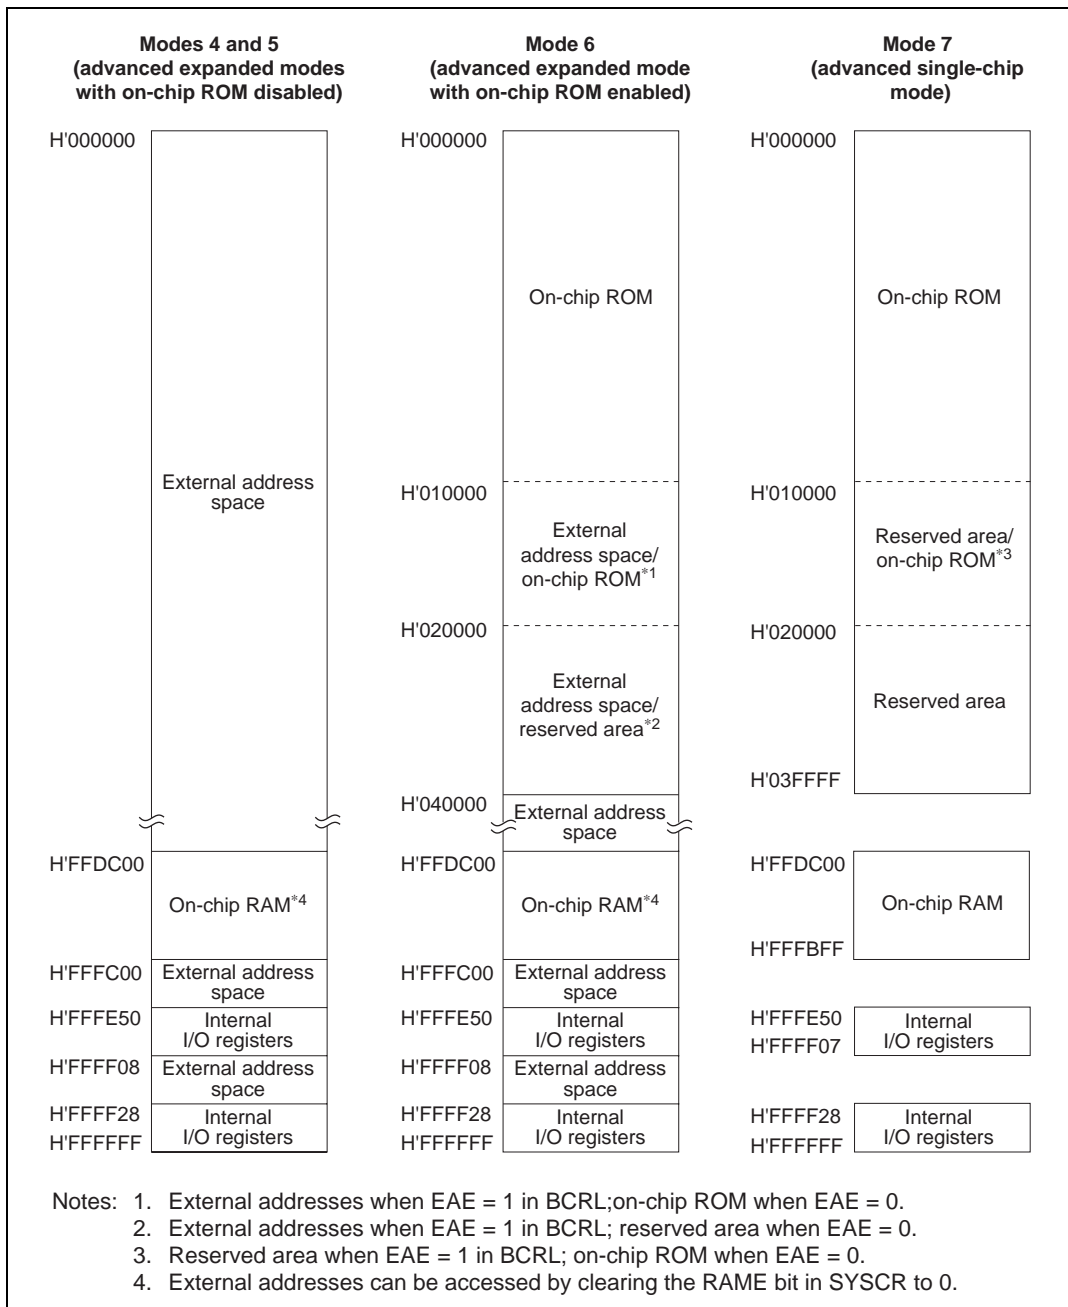 Modes 4 and 5
(advanced expanded modes
with on-chip ROM disabled)
H'000000
External address
space
H'FFDC00
On-chip RAM*4
H'FFFC00
External address
space
H'FFFE50
Internal
I/O registers
H'FFFF08
External address
space
H'FFFF28
Internal
I/O registers
H'FFFFFF
Mode 6
(advanced expanded mode
with on-chip ROM enabled)
H'000000
On-chip ROM
H'010000
External
address space/
on-chip ROM*1
H'020000
External
address space/
reserved area*2
H'040000
External address
space
H'FFDC00
On-chip RAM*4
H'FFFC00
External address
space
H'FFFE50
Internal
I/O registers
H'FFFF08
External address
space
H'FFFF28
Internal
I/O registers
H'FFFFFF
Mode 7
(advanced single-chip
mode)
H'000000
On-chip ROM
H'010000
Reserved area/
on-chip ROM*3
H'020000
Reserved area
H'03FFFF
H'FFDC00
On-chip RAM
H'FFFBFF
H'FFFE50
Internal
I/O registers
H'FFFF07
H'FFFF28
Internal
I/O registers
H'FFFFFF
Notes: 1. External addresses when EAE = 1 in BCRL;on-chip ROM when EAE = 0.
2. External addresses when EAE = 1 in BCRL; reserved area when EAE = 0.
3. Reserved area when EAE = 1 in BCRL; on-chip ROM when EAE = 0.
4. External addresses can be accessed by clearing the RAME bit in SYSCR to 0.